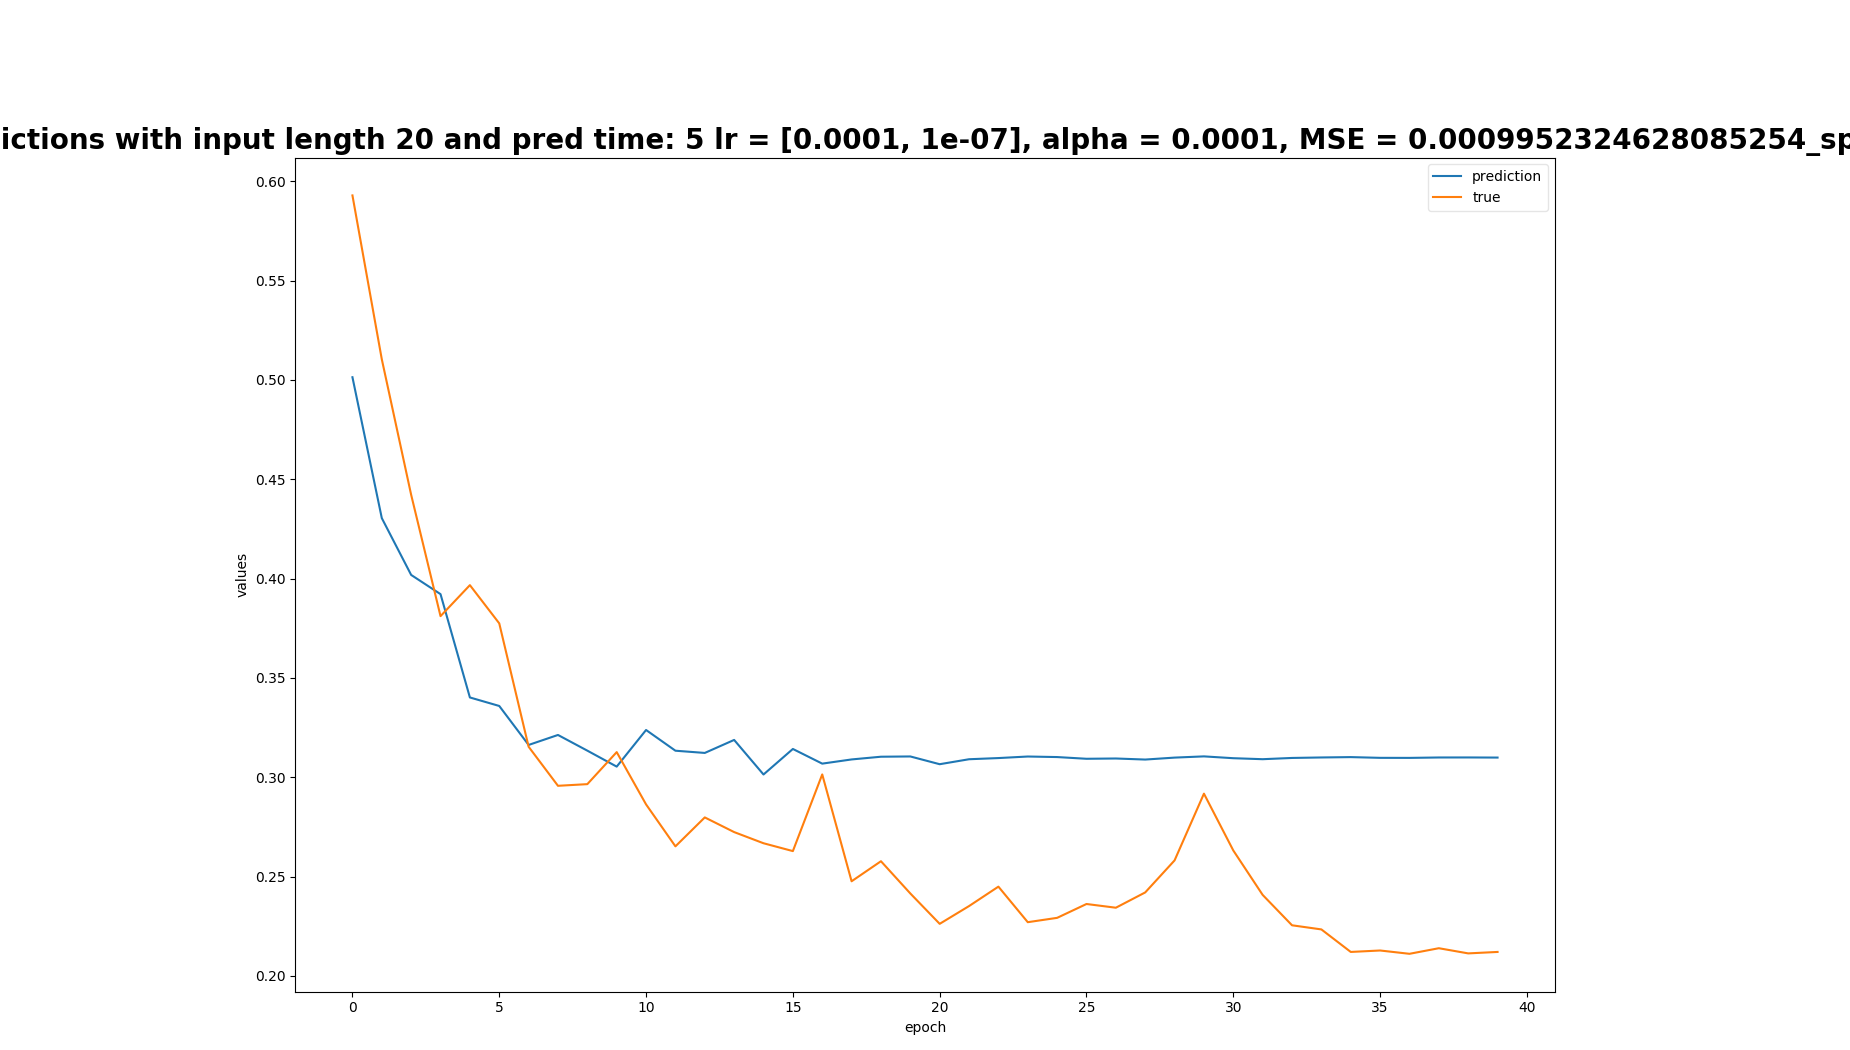 ictions with input length 20 and pred time: 5 lr = [0.0001, 1e-07], alpha = 0.0001, MSE = 0.0009952324628085254_sp
prediction
true
0.60
0.55
0.50
0.45
0.40
0.35
0.30
0.25
0.20
values
0 5 10 15 20 25 30 35 40
epoch